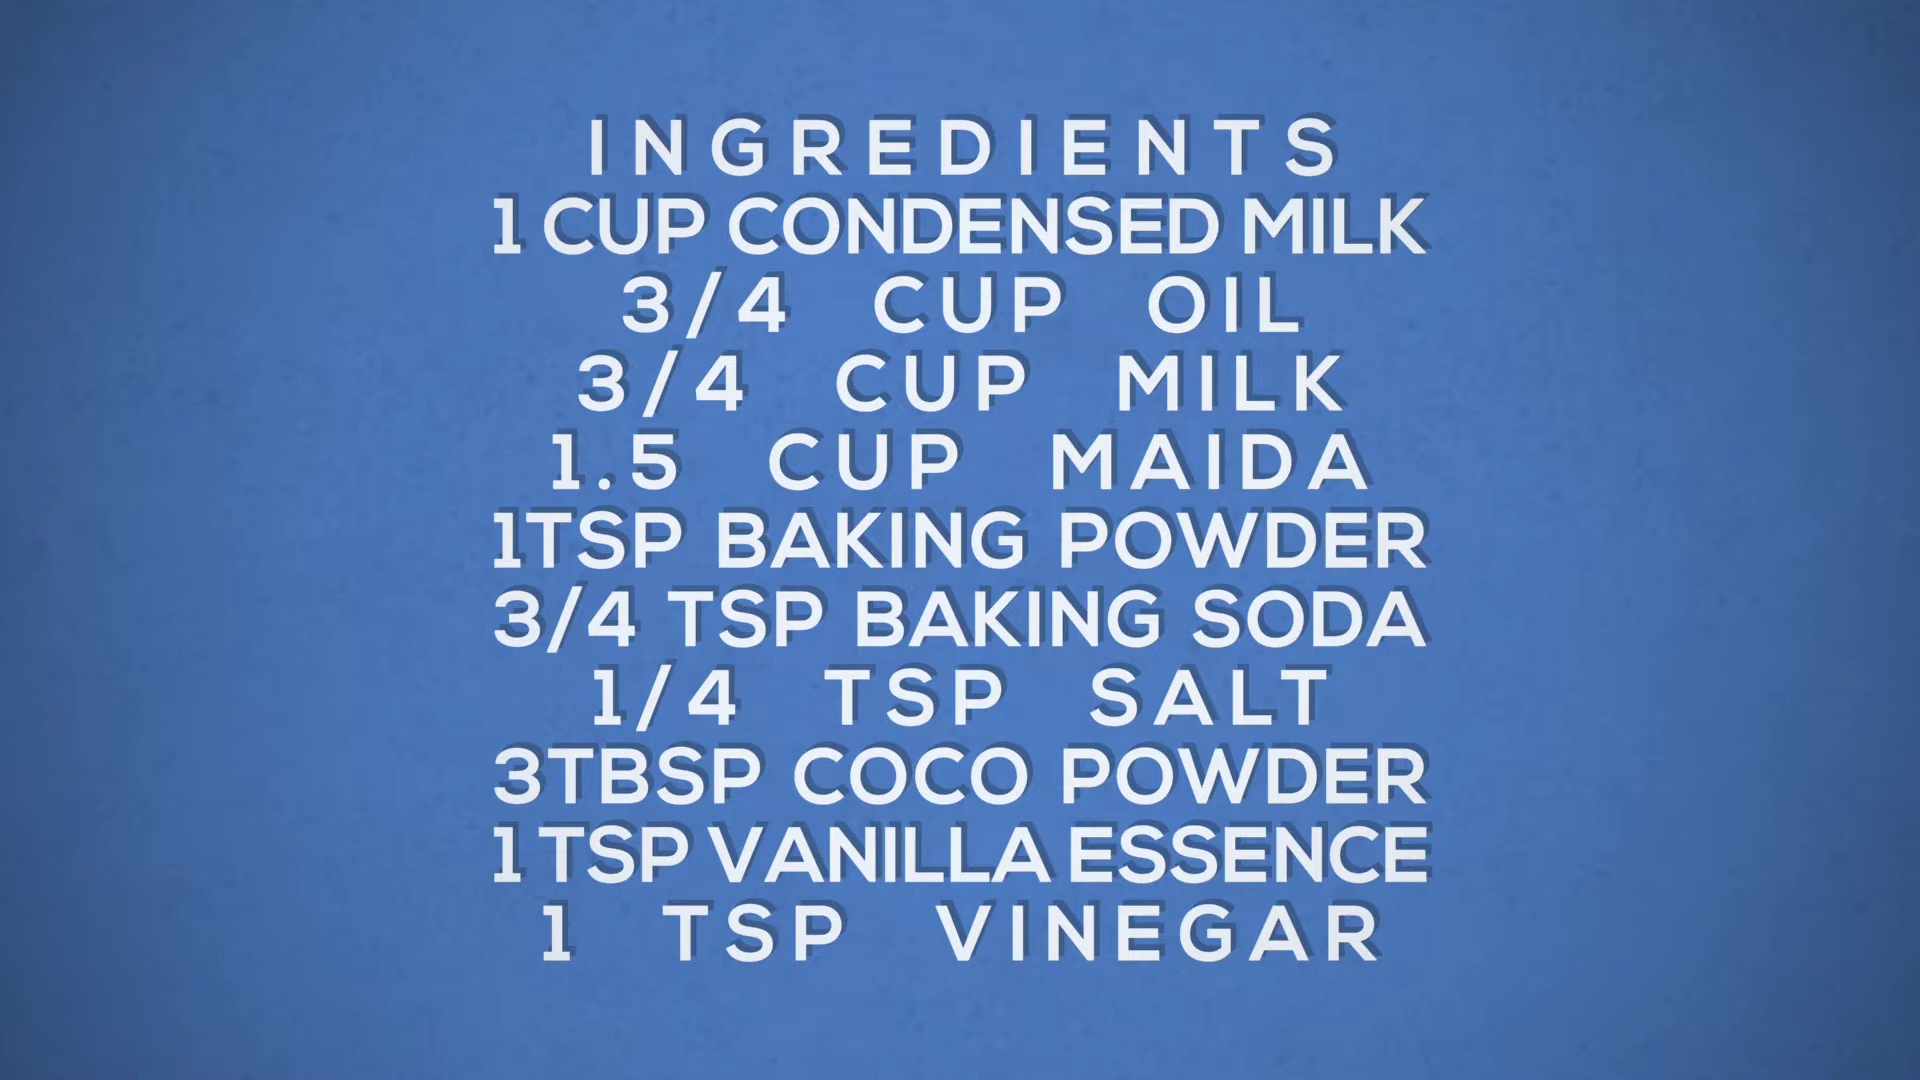 INGREDIENTS
1 CUP CONDENSED MILK
3/4 CUP OIL
3/4 CUP MILK
1.5 CUP MAIDA
1TSP BAKING POWDER
3/4 TSP BAKING SODA
1/4 TSP SALT
3TBSP COCO POWDER
1 TSP VANILLA ESSENCE
1 TSP VINEGAR